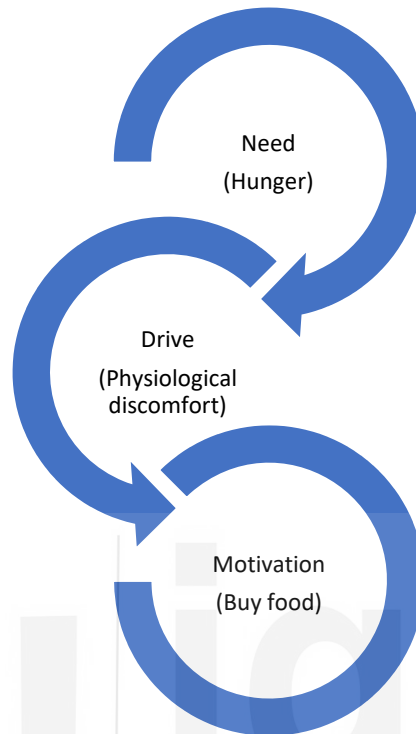 Need
(Hunger)
Drive
(Physiological
discomfort)
Motivation
(Buy food)